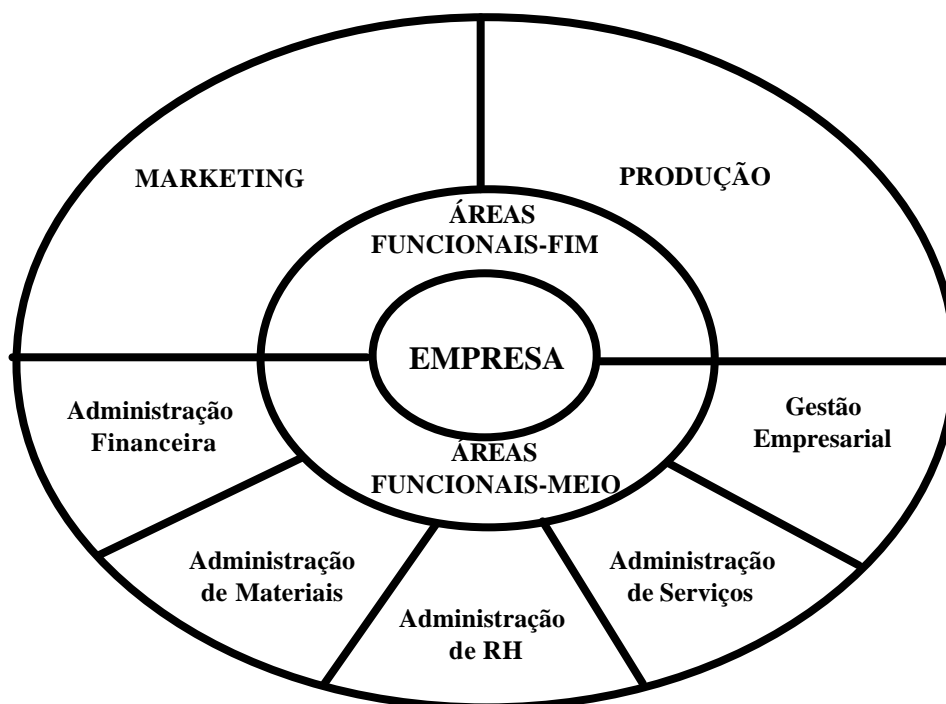 MARKETING
PRODUÇÃO
ÁREAS
FUNCIONAIS-FIM
EMPRESA
ÁREAS
FUNCIONAIS-MEIO
Administração
Financeira
Gestão
Empresarial
Administração
de Materiais
Administração
de RH
Administração
de Serviços